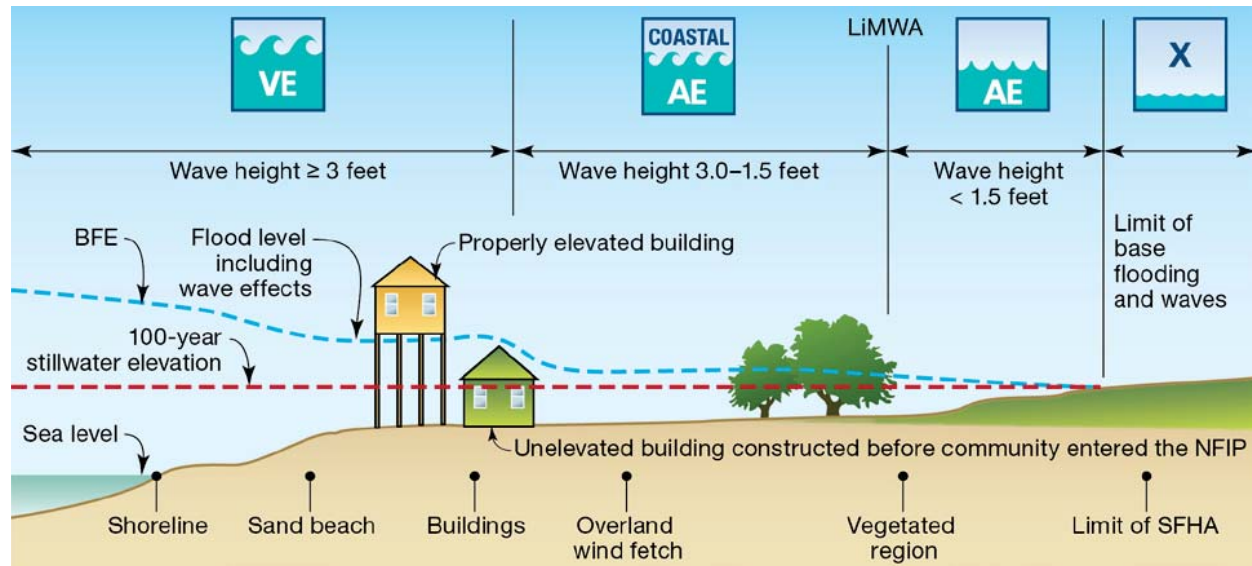 VE
COASTAL
AE
LiMWA
AE
X
Wave height ≥ 3 feet
Wave height 3.0–1.5 feet
Wave height
< 1.5 feet
Limit of
base
flooding
and waves
BFE
Flood level
including
wave effects
Properly elevated building
100-year
stillwater elevation
Sea level
Unelevated building constructed before community entered the NFIP
Shoreline
Sand beach
Buildings
Overland
wind fetch
Vegetated
region
Limit of SFHA